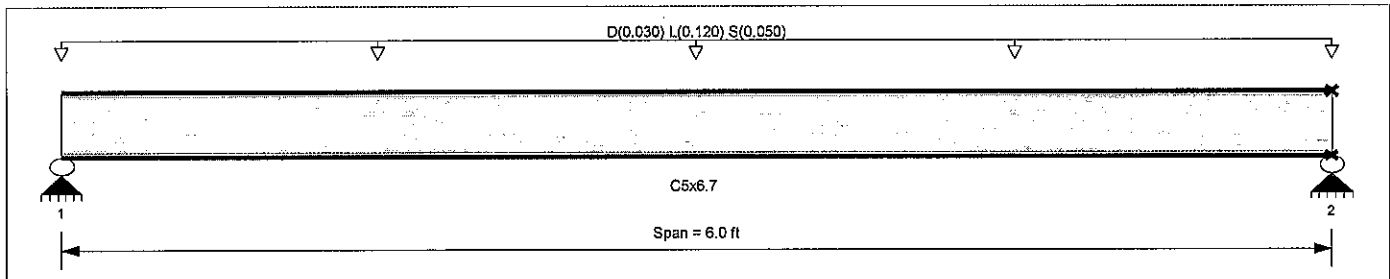 D(0.030) L(0.120) S(0.050)
C5x6.7
1
2
Span = 6.0 ft